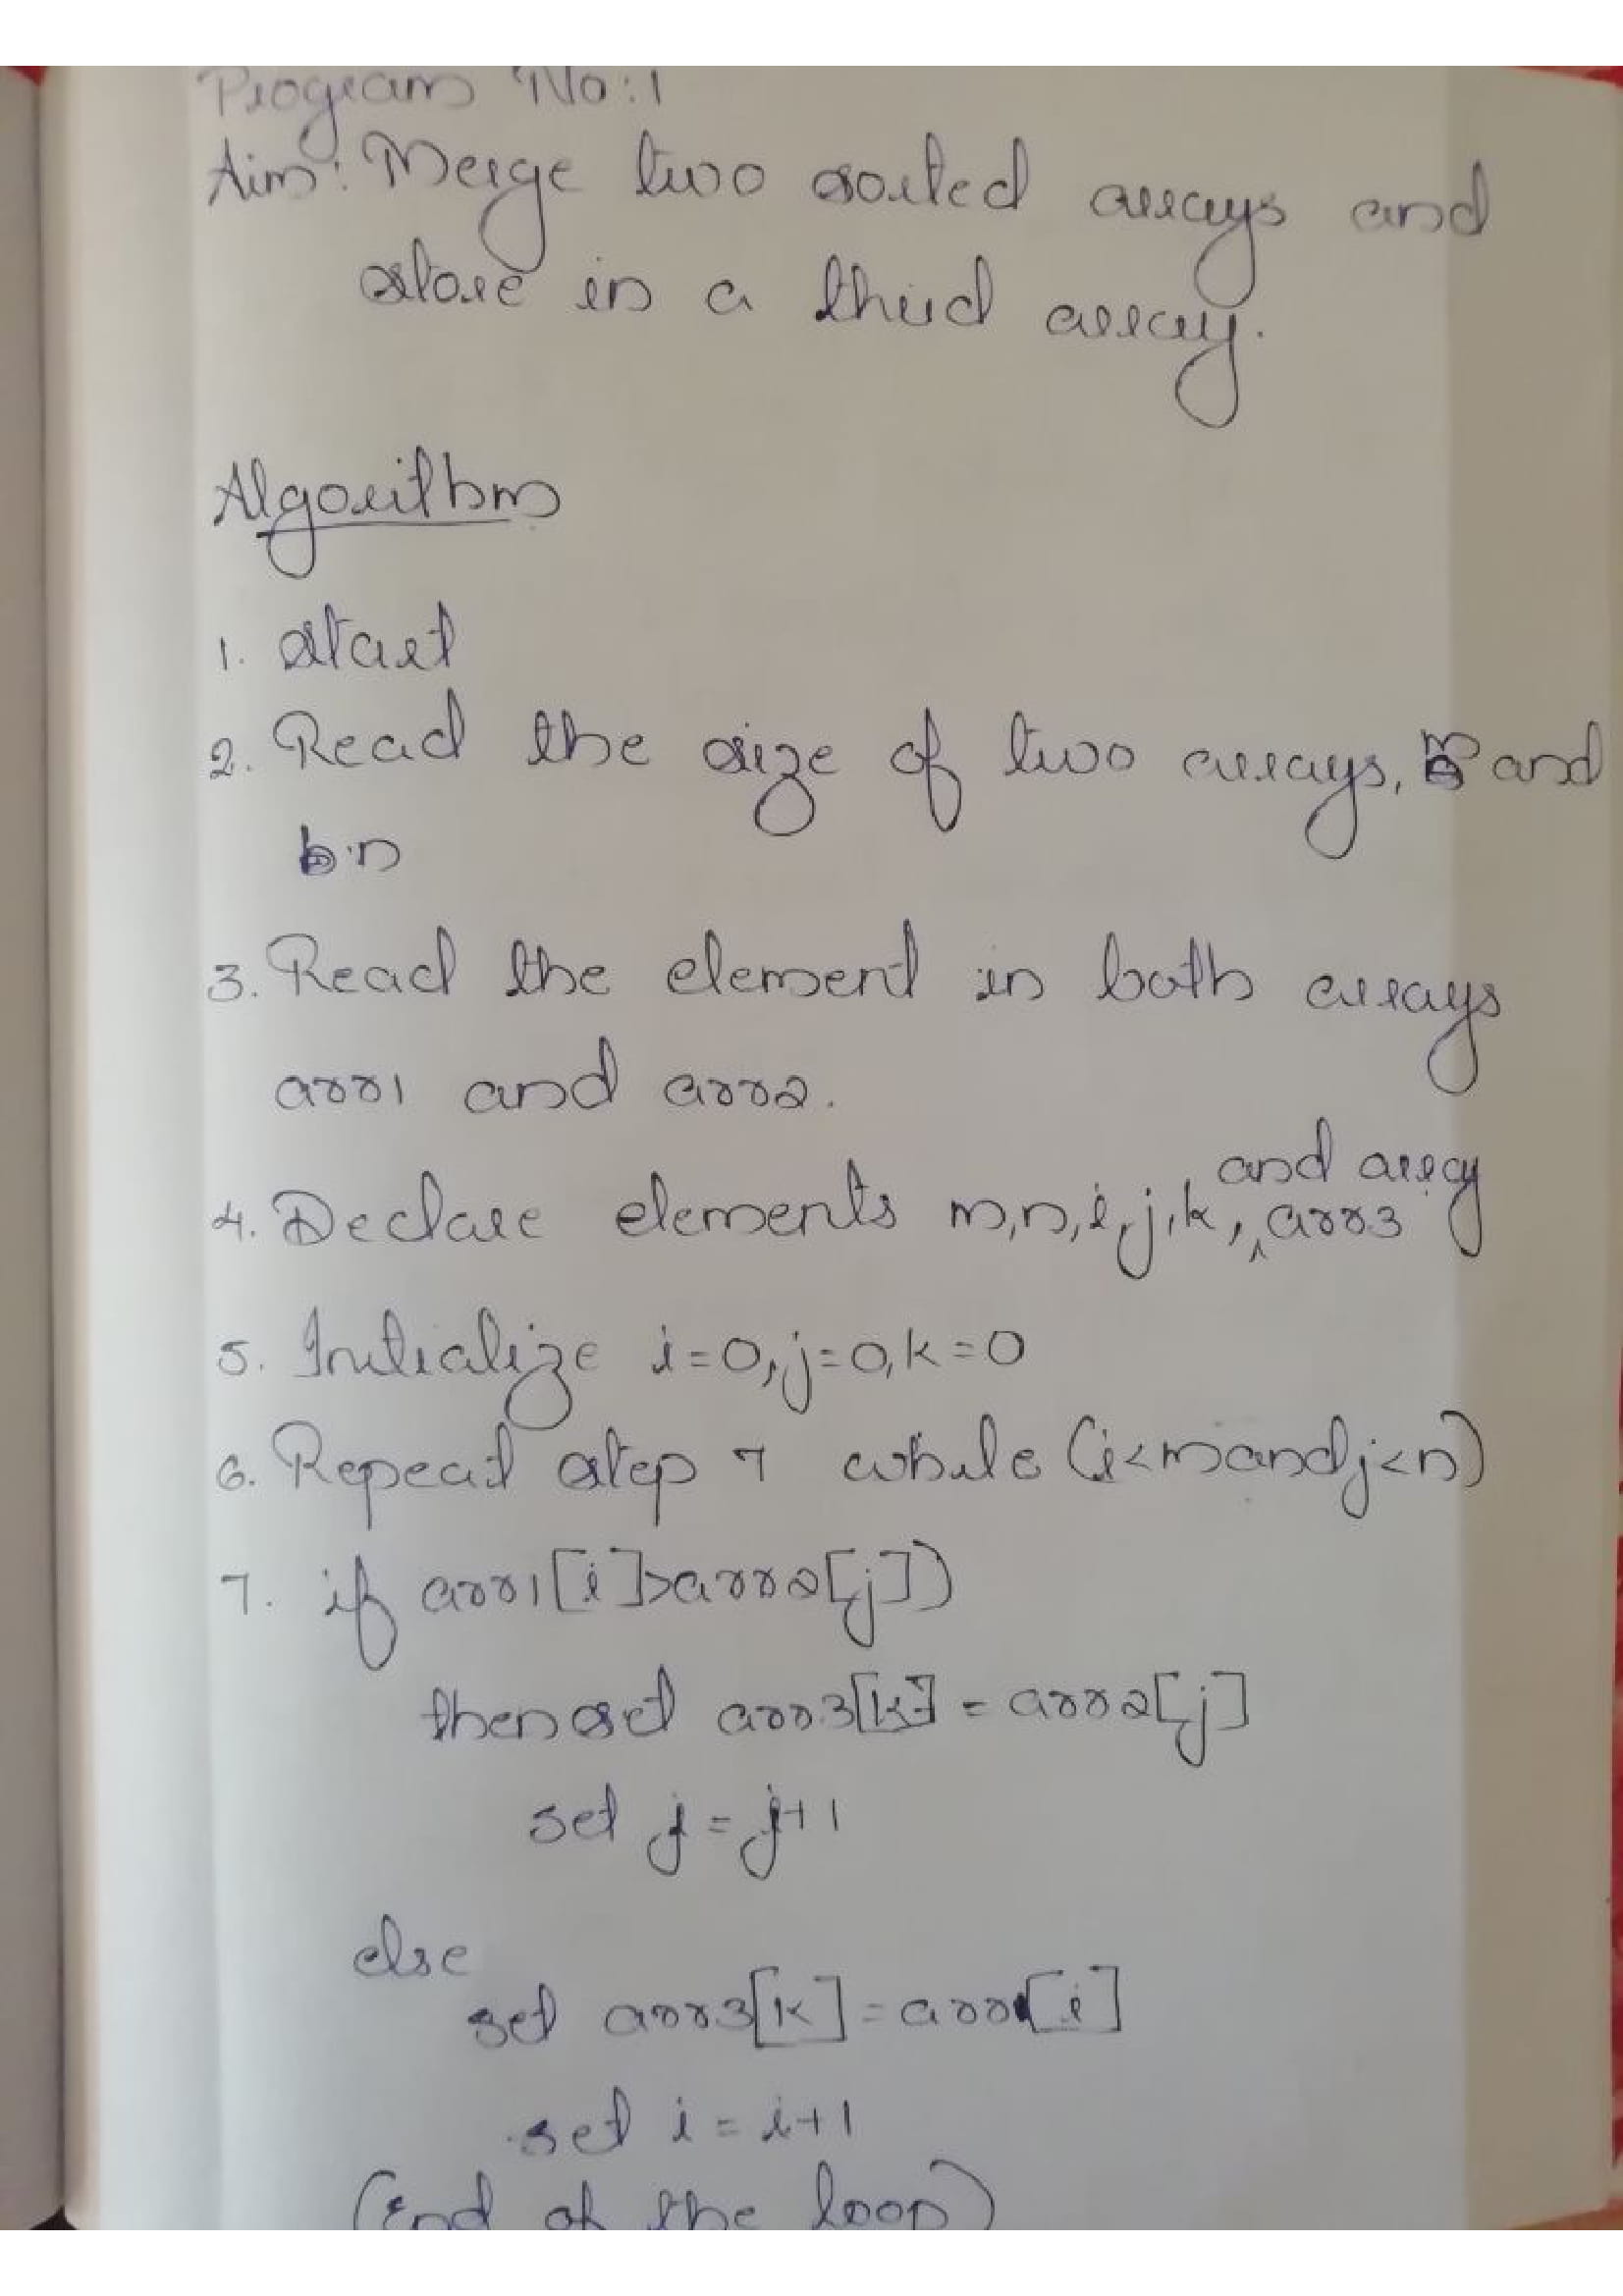 Program No:1
Aim: Merge two sorted arrays and
store in a third array.
Algorithm
1. Start
2. Read the size of two arrays, m and
n
3. Read the element in both arrays
arr1 and arr2.
and array
4. Declare elements m,n,i,j,k, arr3
5. Initialize i=0,j=0,k=0
6. Repeat step 7 while (i<m and j<n)
7. if arr1[i]>arr2[j])
then set arr3[k] = arr2[j]
set j = j+1
else
set arr3[k] = arr1[i]
set i = i+1
(End of the loop)